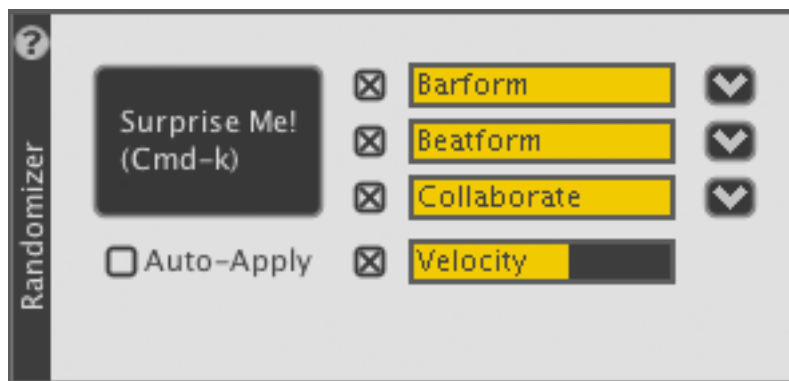 ?
Randomizer
Surprise Me!
(Cmd-k)
Auto-Apply
Barform
Beatform
Collaborate
Velocity